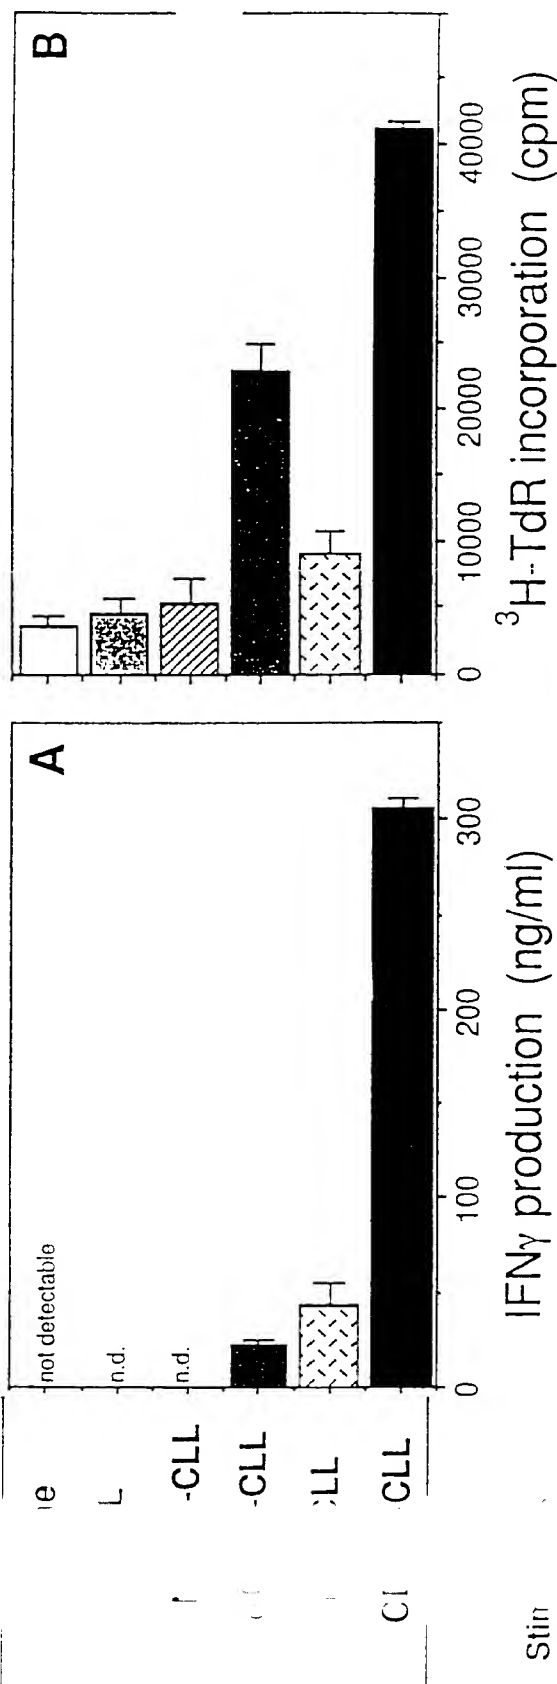 B
0 10000 20000 30000 40000
³H-TdR incorporation (cpm)
A
not detectable
n.d.
n.d.
0 100 200 300
IFNγ production (ng/ml)
-CLL
-CLL
CLL
-CLL